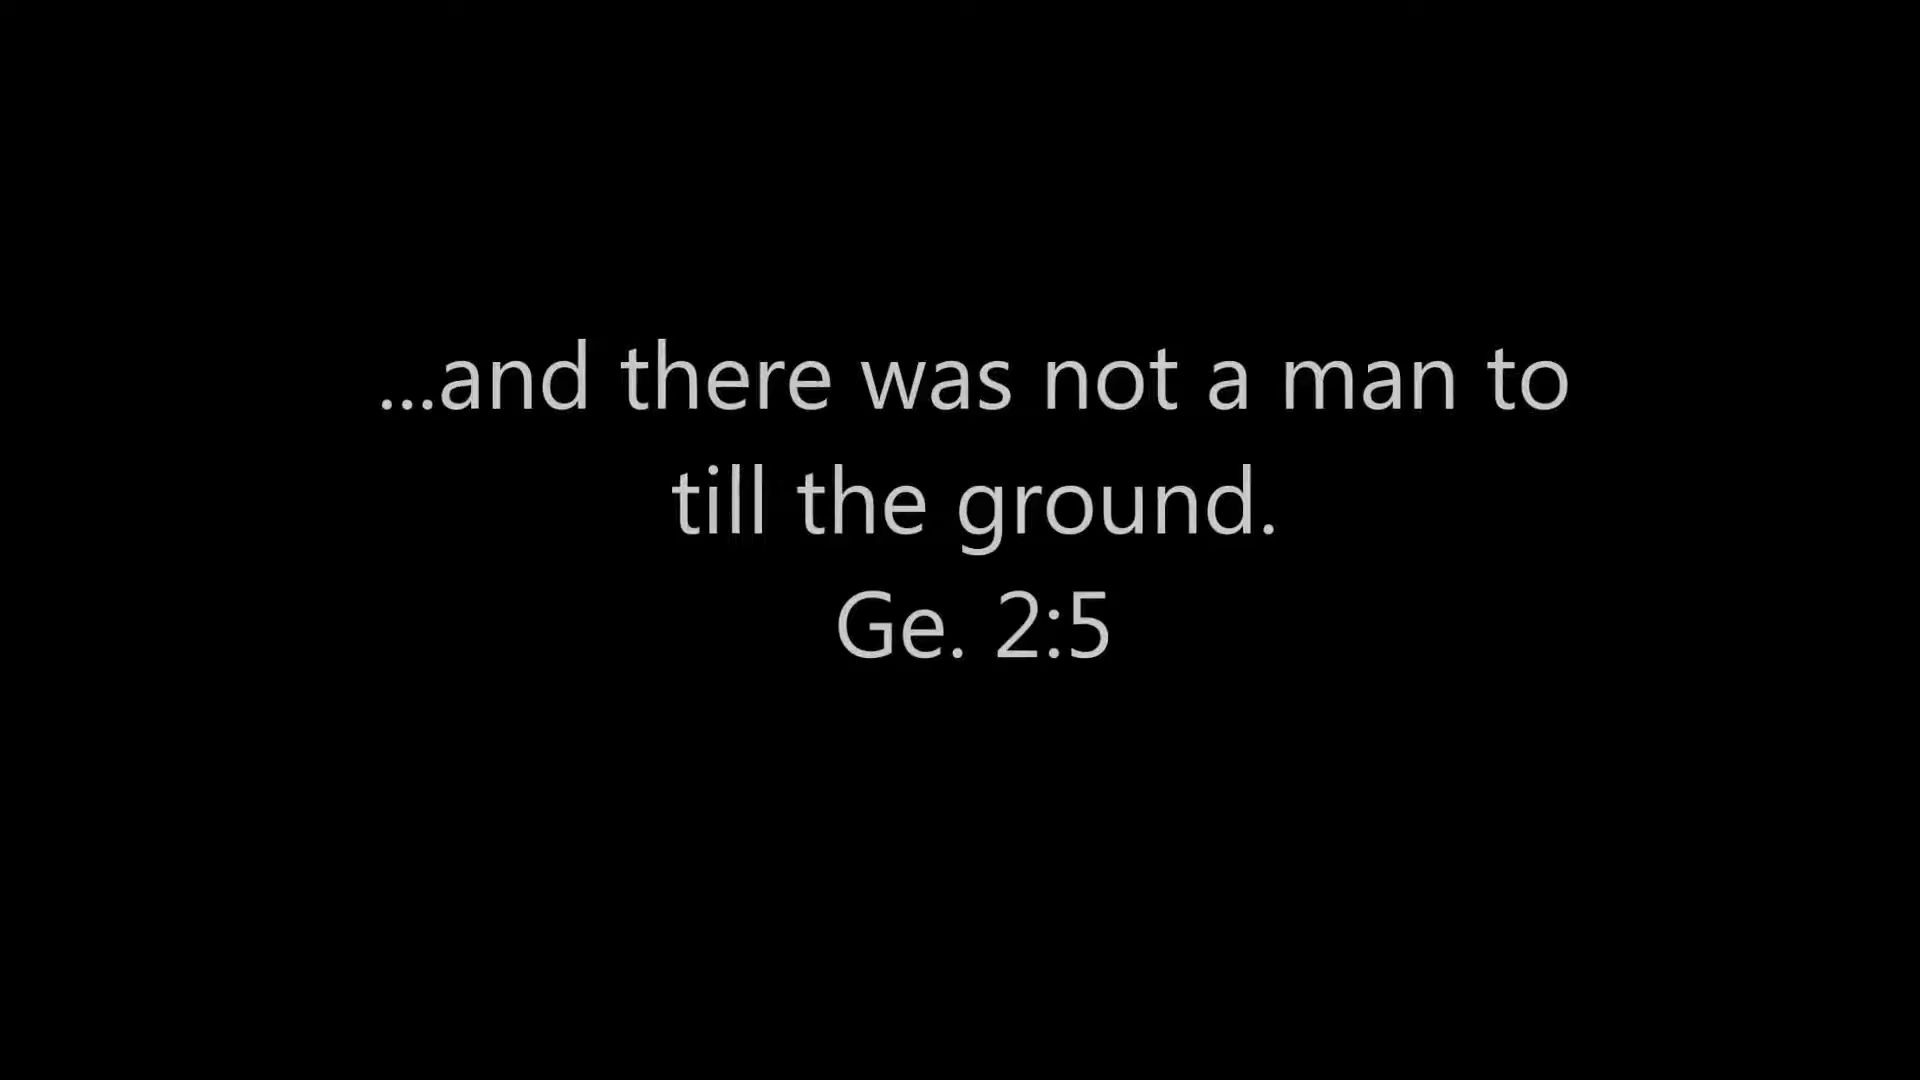 ...and there was not a man to
till the ground.
Ge. 2:5